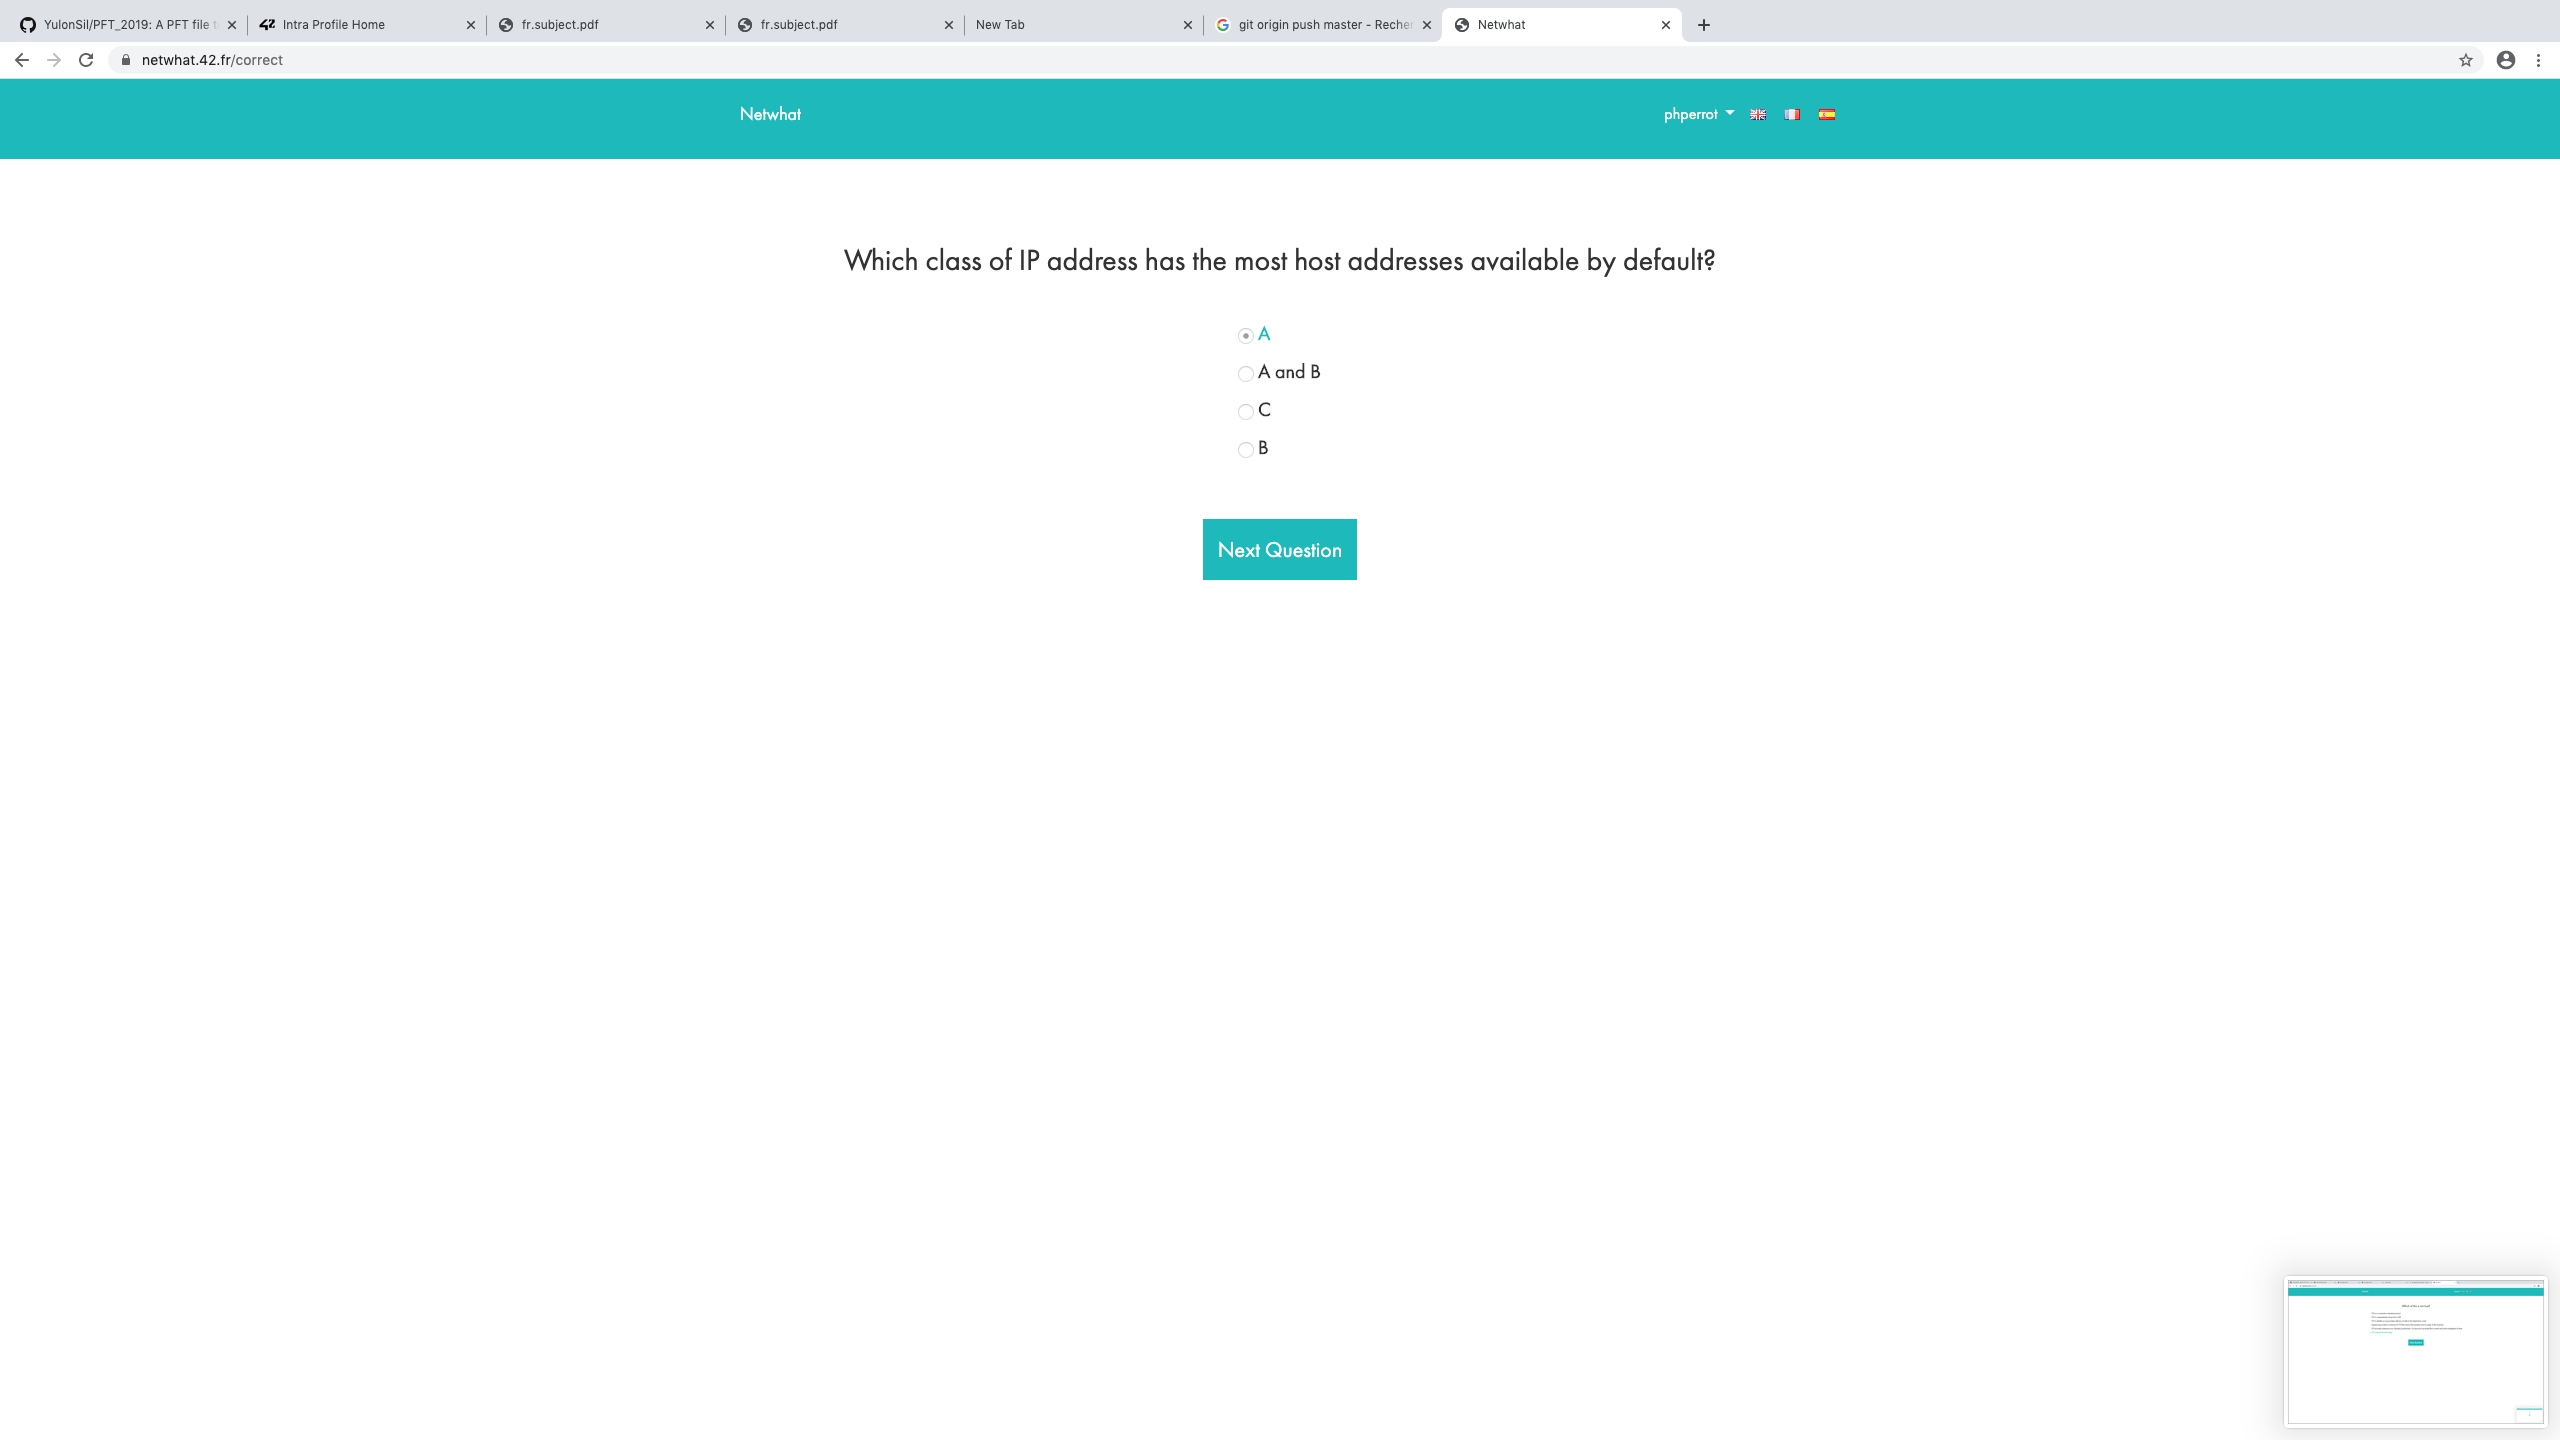 YulonSil/PFT_2019: A PFT file t
Intra Profile Home
fr.subject.pdf
fr.subject.pdf
New Tab
git origin push master - Recher
Netwhat
netwhat.42.fr/correct
Netwhat
phperrot
Which class of IP address has the most host addresses available by default?
A
A and B
C
B
Next Question